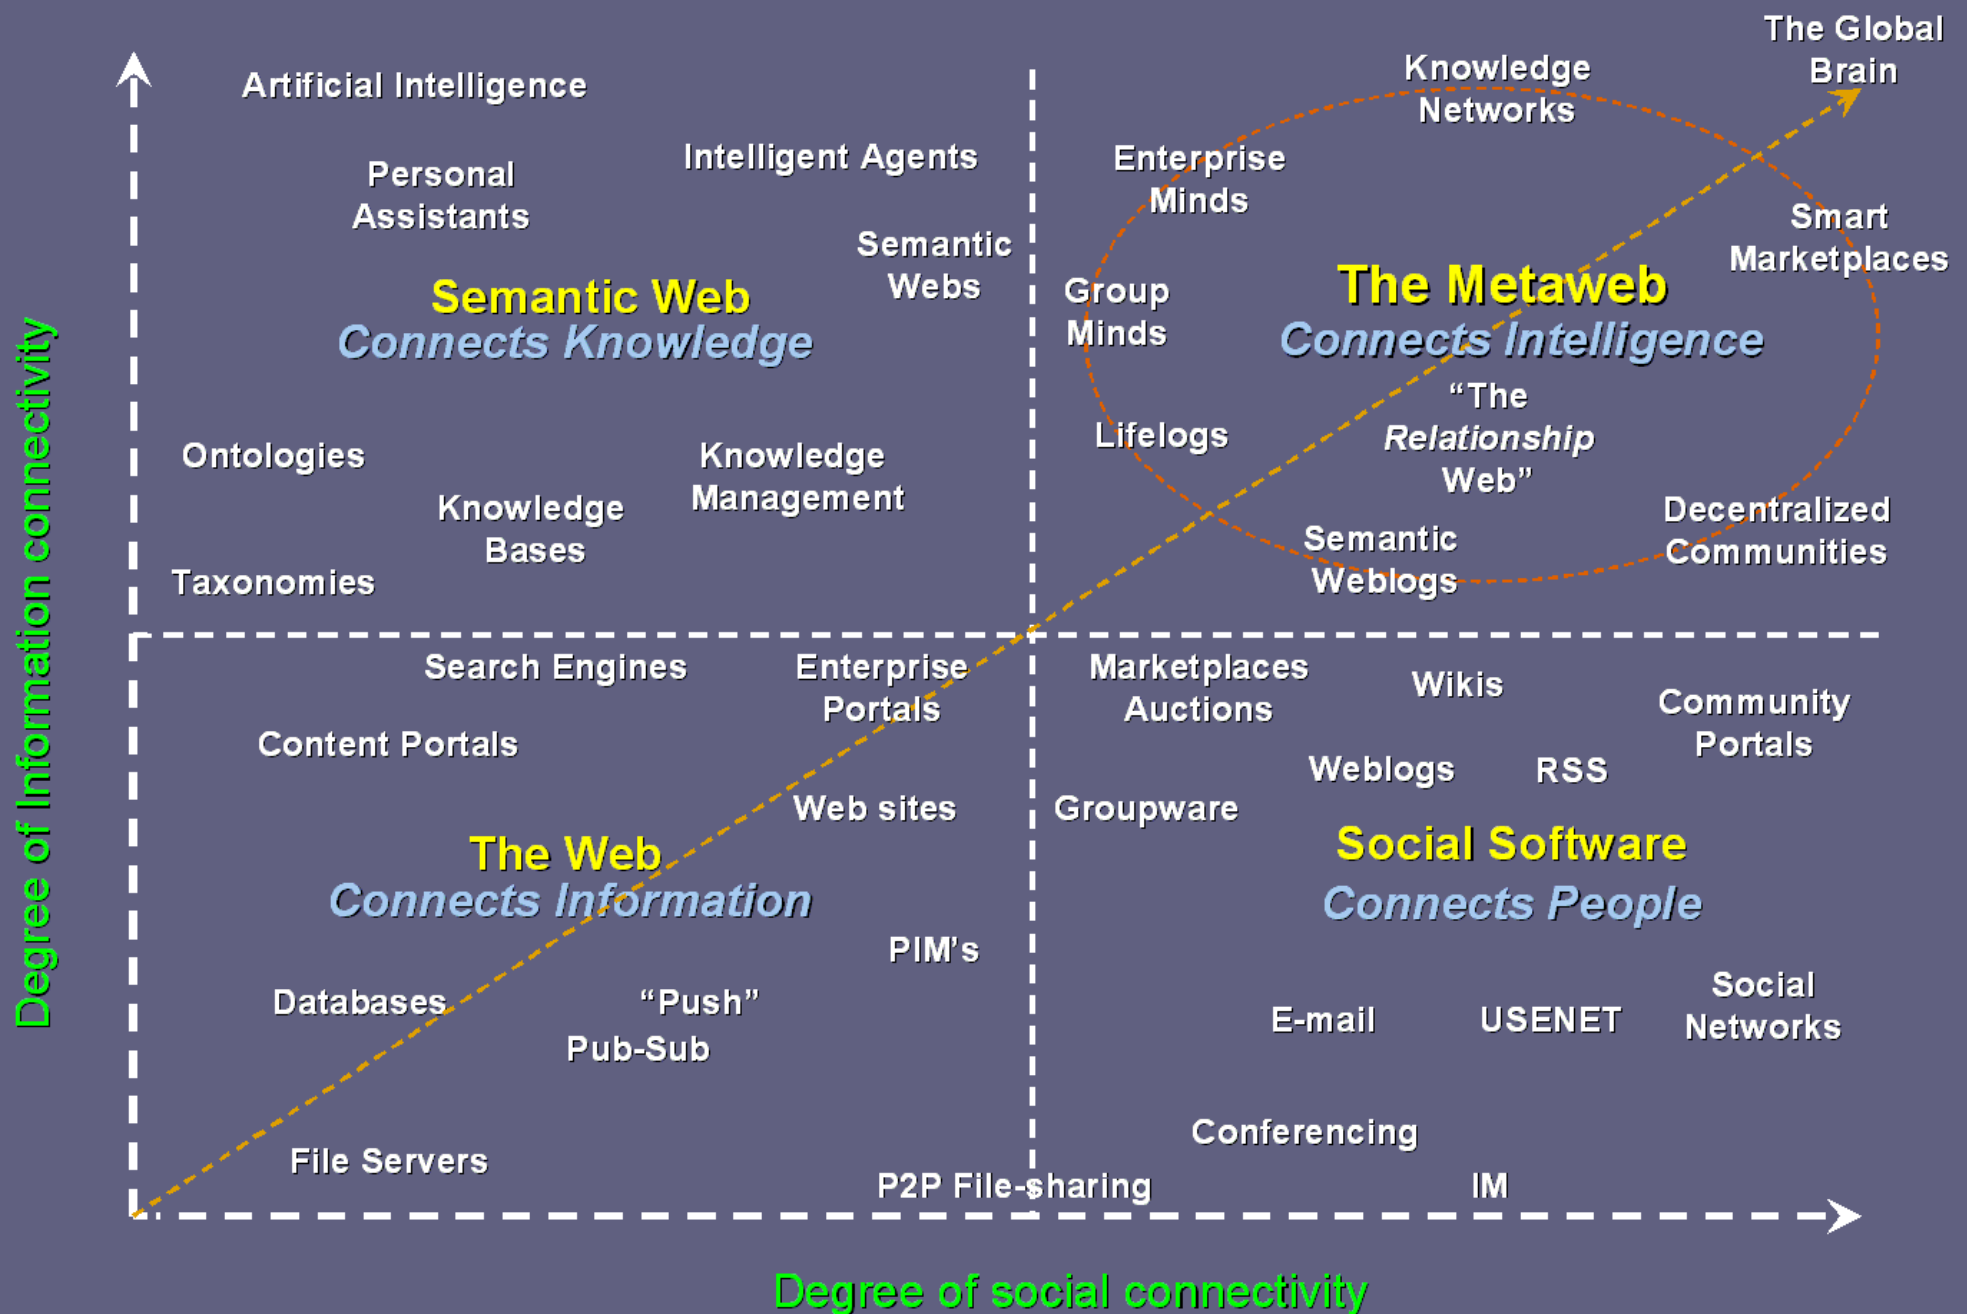 The Global
Brain
Artificial Intelligence
Knowledge
Networks
Personal
Assistants
Intelligent Agents
Enterprise
Minds
Semantic
Webs
Smart
Marketplaces
Semantic Web
Connects Knowledge
Group
Minds
The Metaweb
Connects Intelligence
“The
Relationship
Web”
Lifelogs
Ontologies
Knowledge
Management
Knowledge
Bases
Taxonomies
Semantic
Weblogs
Decentralized
Communities
Degree of Information connectivity
Search Engines
Enterprise
Portals
Content Portals
Web sites
The Web
Connects Information
PIM’s
Databases
“Push”
Pub-Sub
File Servers
P2P File-sharing
Marketplaces
Auctions
Wikis
Community
Portals
Weblogs
RSS
Groupware
Social Software
Connects People
E-mail
USENET
Social
Networks
Conferencing
IM
Degree of social connectivity